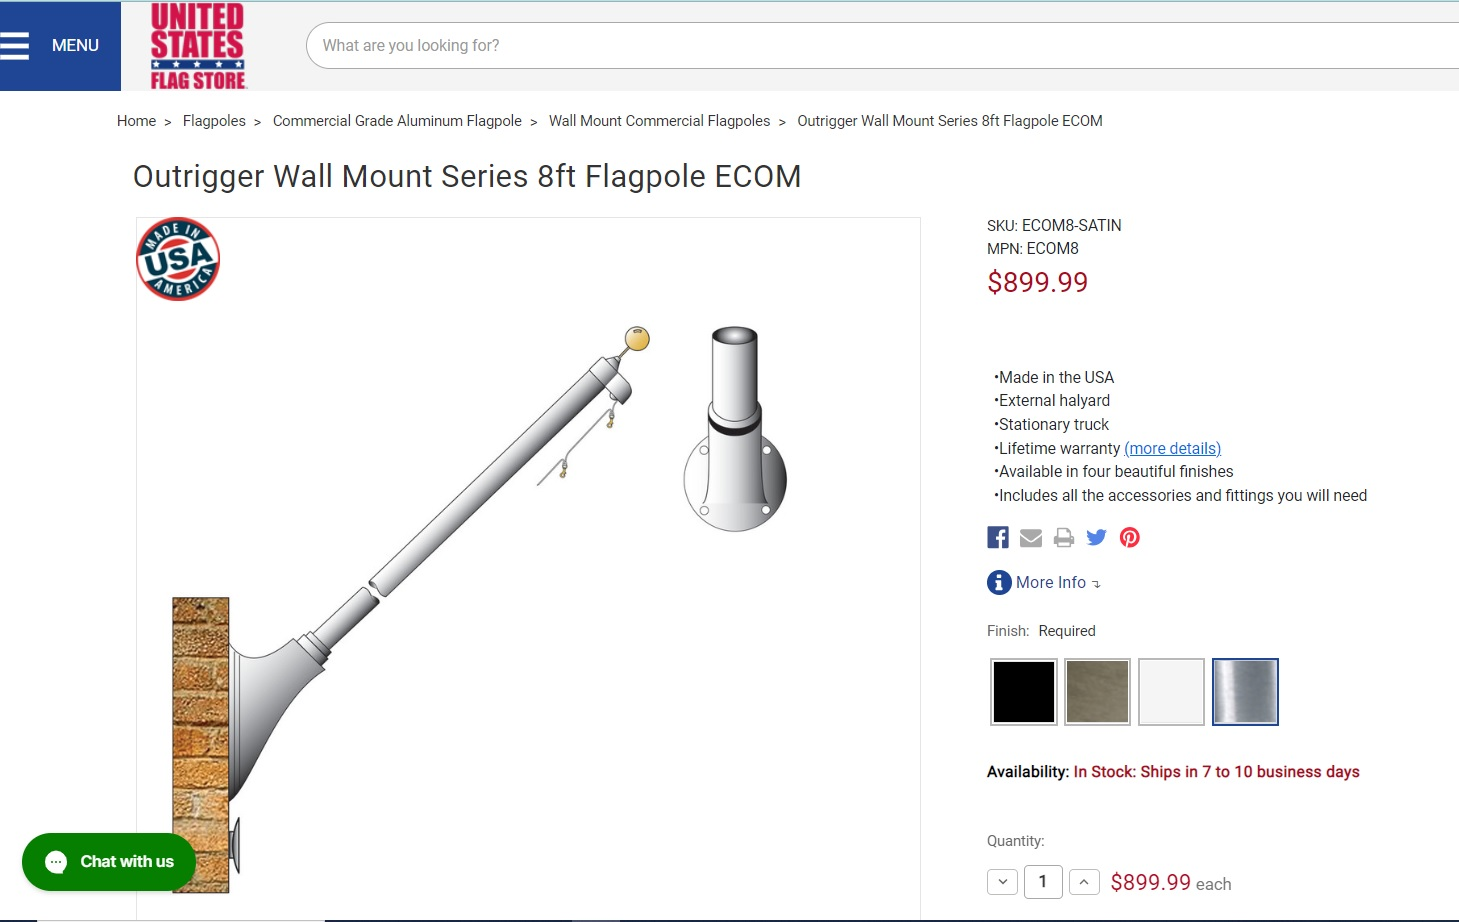 MENU
UNITED
STATES
FLAG STORE
What are you looking for?
Home > Flagpoles > Commercial Grade Aluminum Flagpole > Wall Mount Commercial Flagpoles > Outrigger Wall Mount Series 8ft Flagpole ECOM
Outrigger Wall Mount Series 8ft Flagpole ECOM
MADE IN
USA
AMERICA
SKU: ECOM8-SATIN
MPN: ECOM8
$899.99
•Made in the USA
•External halyard
•Stationary truck
•Lifetime warranty (more details)
•Available in four beautiful finishes
•Includes all the accessories and fittings you will need
More Info
Finish: Required
Availability: In Stock: Ships in 7 to 10 business days
Quantity:
1 $899.99 each
Chat with us